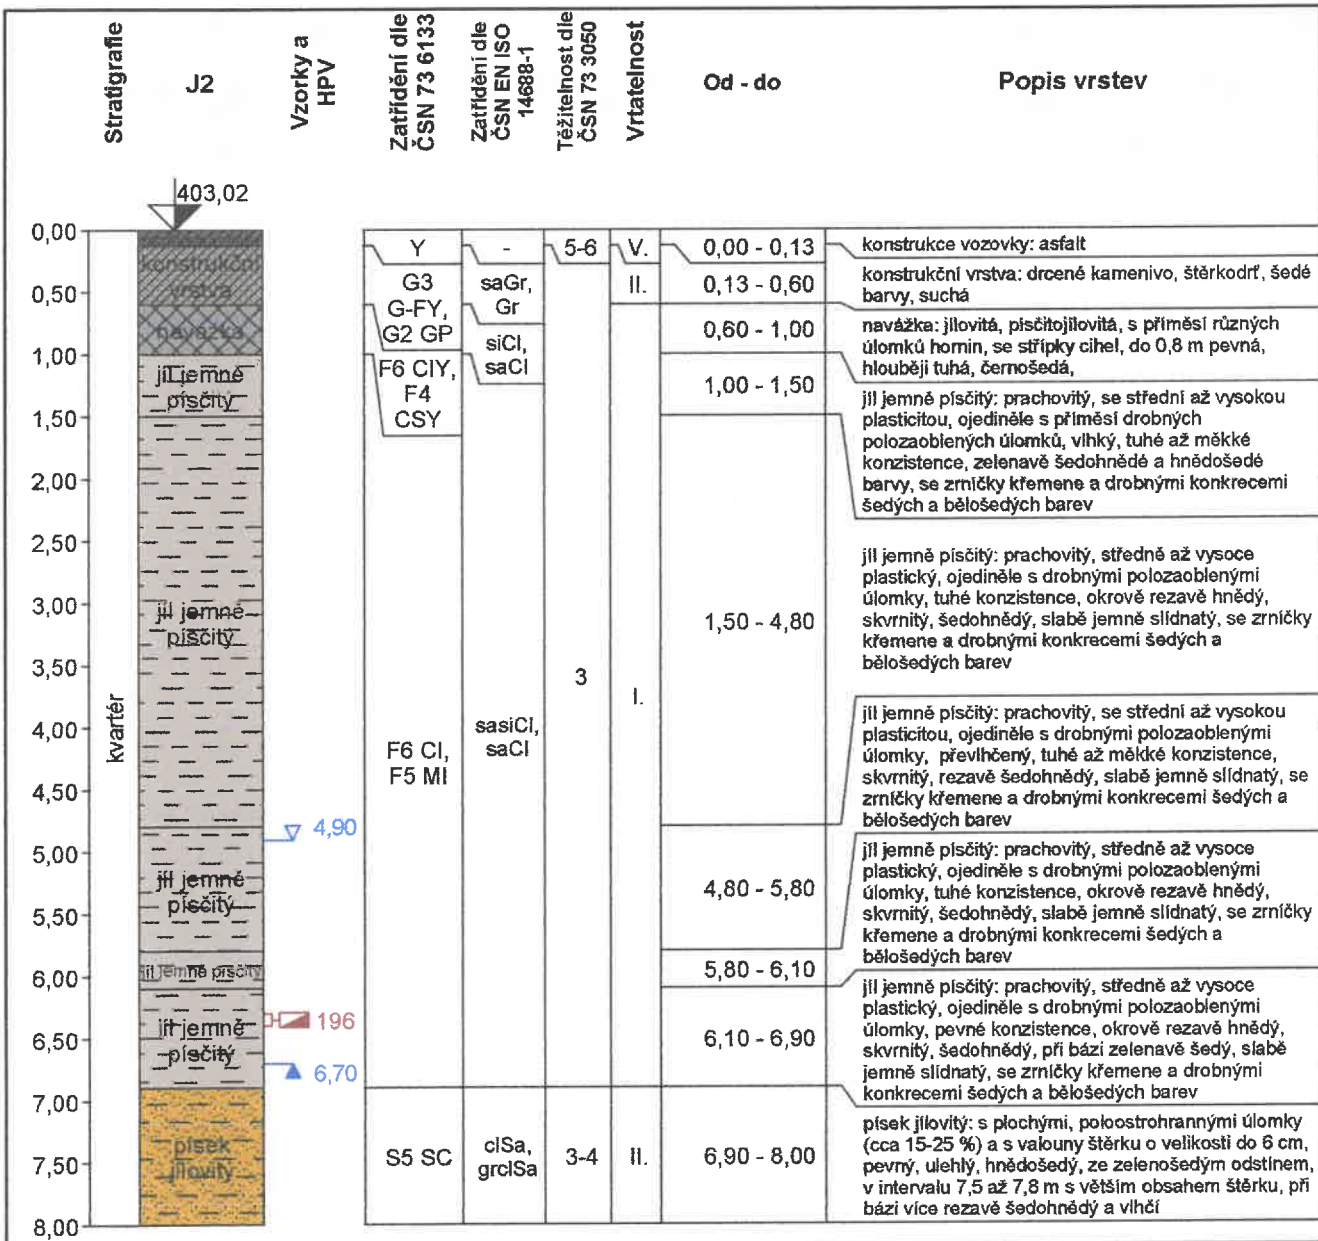 Stratigrafie
J2
Vzorky a
HPV
Zatřídění dle
ČSN 73 6133
Zatřídění dle
ČSN EN ISO
14688-1
Těžitelnost dle
ČSN 73 3050
Vrtatelnost
Od - do
Popis vrstev
403,02
0,00
0,50
1,00
1,50
2,00
2,50
3,00
3,50
4,00
4,50
5,00
5,50
6,00
6,50
7,00
7,50
8,00
kvartér
konstrukční
vrstva
navážka
jíl jemně
písčitý
jíl jemně
písčitý
jíl jemně
písčitý
jíl jemně písčitý
jíl jemně
písčitý
písek
jílovitý
4,90
196
6,70
Y
G3
G-FY,
G2 GP
F6 CIY,
F4
CSY
F6 CI,
F5 MI
S5 SC
-
saGr,
Gr
siCl,
saCl
sasiCl,
saCl
clSa,
grclSa
5-6
3
3-4
V.
II.
I.
II.
0,00 - 0,13
0,13 - 0,60
0,60 - 1,00
1,00 - 1,50
1,50 - 4,80
4,80 - 5,80
5,80 - 6,10
6,10 - 6,90
6,90 - 8,00
konstrukce vozovky: asfalt
konstrukční vrstva: drcené kamenivo, štěrkodrť, šedé
barvy, suchá
navážka: jílovitá, písčitojílovitá, s příměsí různých
úlomků hornin, se střípky cihel, do 0,8 m pevná,
hlouběji tuhá, černošedá,
jíl jemně písčitý: prachovitý, se střední až vysokou
plasticitou, ojediněle s příměsí drobných
polozaoblených úlomků, vlhký, tuhé až měkké
konzistence, zelenavě šedohnědé a hnědošedé
barvy, se zrníčky křemene a drobnými konkrecemi
šedých a bělošedých barev
jíl jemně písčitý: prachovitý, středně až vysoce
plastický, ojediněle s drobnými polozaoblenými
úlomky, tuhé konzistence, okrově rezavě hnědý,
skvrnitý, šedohnědý, slabě jemně slídnatý, se zrníčky
křemene a drobnými konkrecemi šedých a
bělošedých barev
jíl jemně písčitý: prachovitý, se střední až vysokou
plasticitou, ojediněle s drobnými polozaoblenými
úlomky, převlhčený, tuhé až měkké konzistence,
skvrnitý, rezavě šedohnědý, slabě jemně slídnatý, se
zrníčky křemene a drobnými konkrecemi šedých a
bělošedých barev
jíl jemně písčitý: prachovitý, středně až vysoce
plastický, ojediněle s drobnými polozaoblenými
úlomky, tuhé konzistence, okrově rezavě hnědý,
skvrnitý, šedohnědý, slabě jemně slídnatý, se zrníčky
křemene a drobnými konkrecemi šedých a
bělošedých barev
jíl jemně písčitý: prachovitý, středně až vysoce
plastický, ojediněle s drobnými polozaoblenými
úlomky, pevné konzistence, okrově rezavě hnědý,
skvrnitý, šedohnědý, při bázi zelenavě šedý, slabě
jemně slídnatý, se zrníčky křemene a drobnými
konkrecemi šedých a bělošedých barev
písek jílovitý: s plochými, poloostrohrannými úlomky
(cca 15-25 %) a s valouny štěrku o velikosti do 6 cm,
pevný, ulehlý, hnědošedý, ze zelenošedým odstínem,
v intervalu 7,5 až 7,8 m s větším obsahem štěrku, při
bázi více rezavě šedohnědý a vlhčí